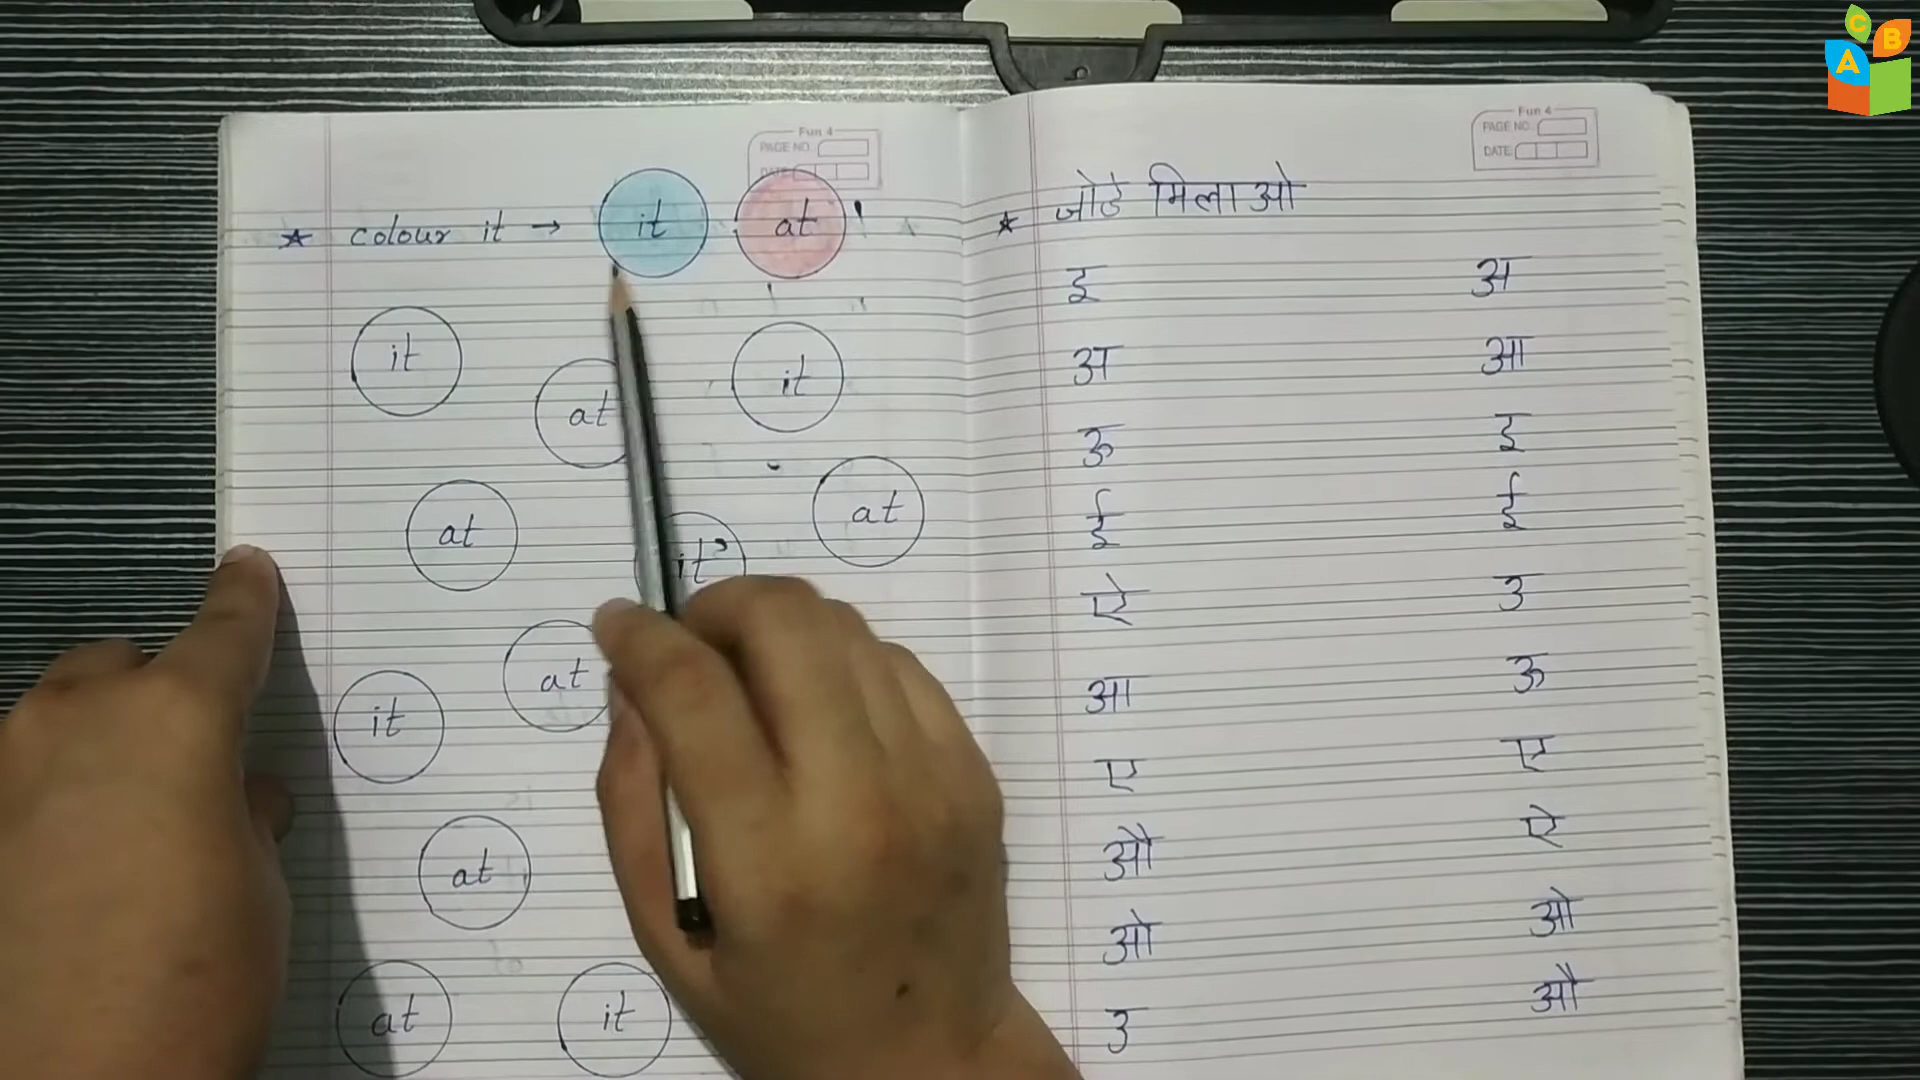 Fun 4
PAGE NO.
DATE
★ colour it → it at
it
at
it
at
it
at
it
at
at
at
it
Fun 4
PAGE NO.
DATE
★ जोडे मिलाओ
इ अ
अ आ
ऊ इ
ई ई
ऐ उ
आ ऊ
ए ए
औ ऐ
ओ ओ
उ औ
A C B